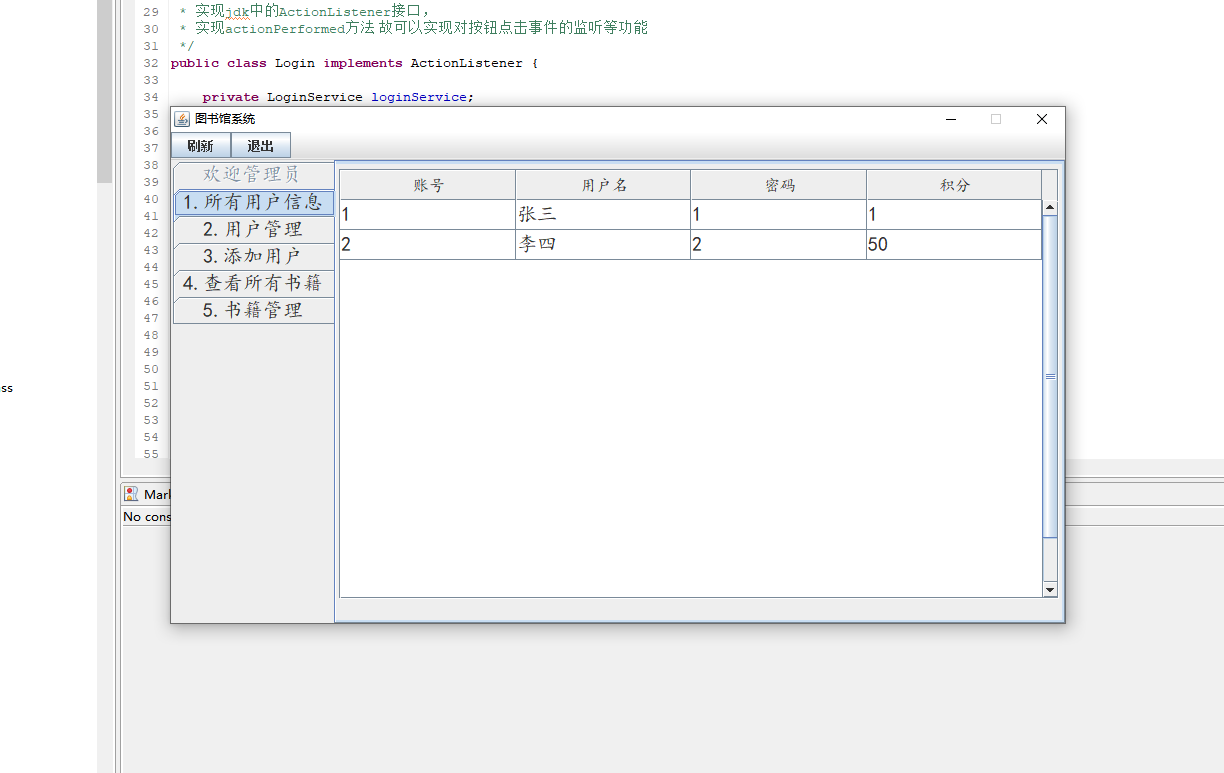 29 * 实现jdk中的ActionListener接口，
30 * 实现actionPerformed方法 故可以实现对按钮点击事件的监听等功能
31 */
32 public class Login implements ActionListener {
33
34 private LoginService loginService;
35
36
37
38
39
40
41
42
43
44
45
46
47
48
49
50
51
52
53
54
55
ss
图书馆系统
刷新 退出
欢迎管理员
1.所有用户信息
2.用户管理
3.添加用户
4.查看所有书籍
5.书籍管理
账号 用户名 密码 积分
1 张三 1 1
2 李四 2 50
Mark
No cons